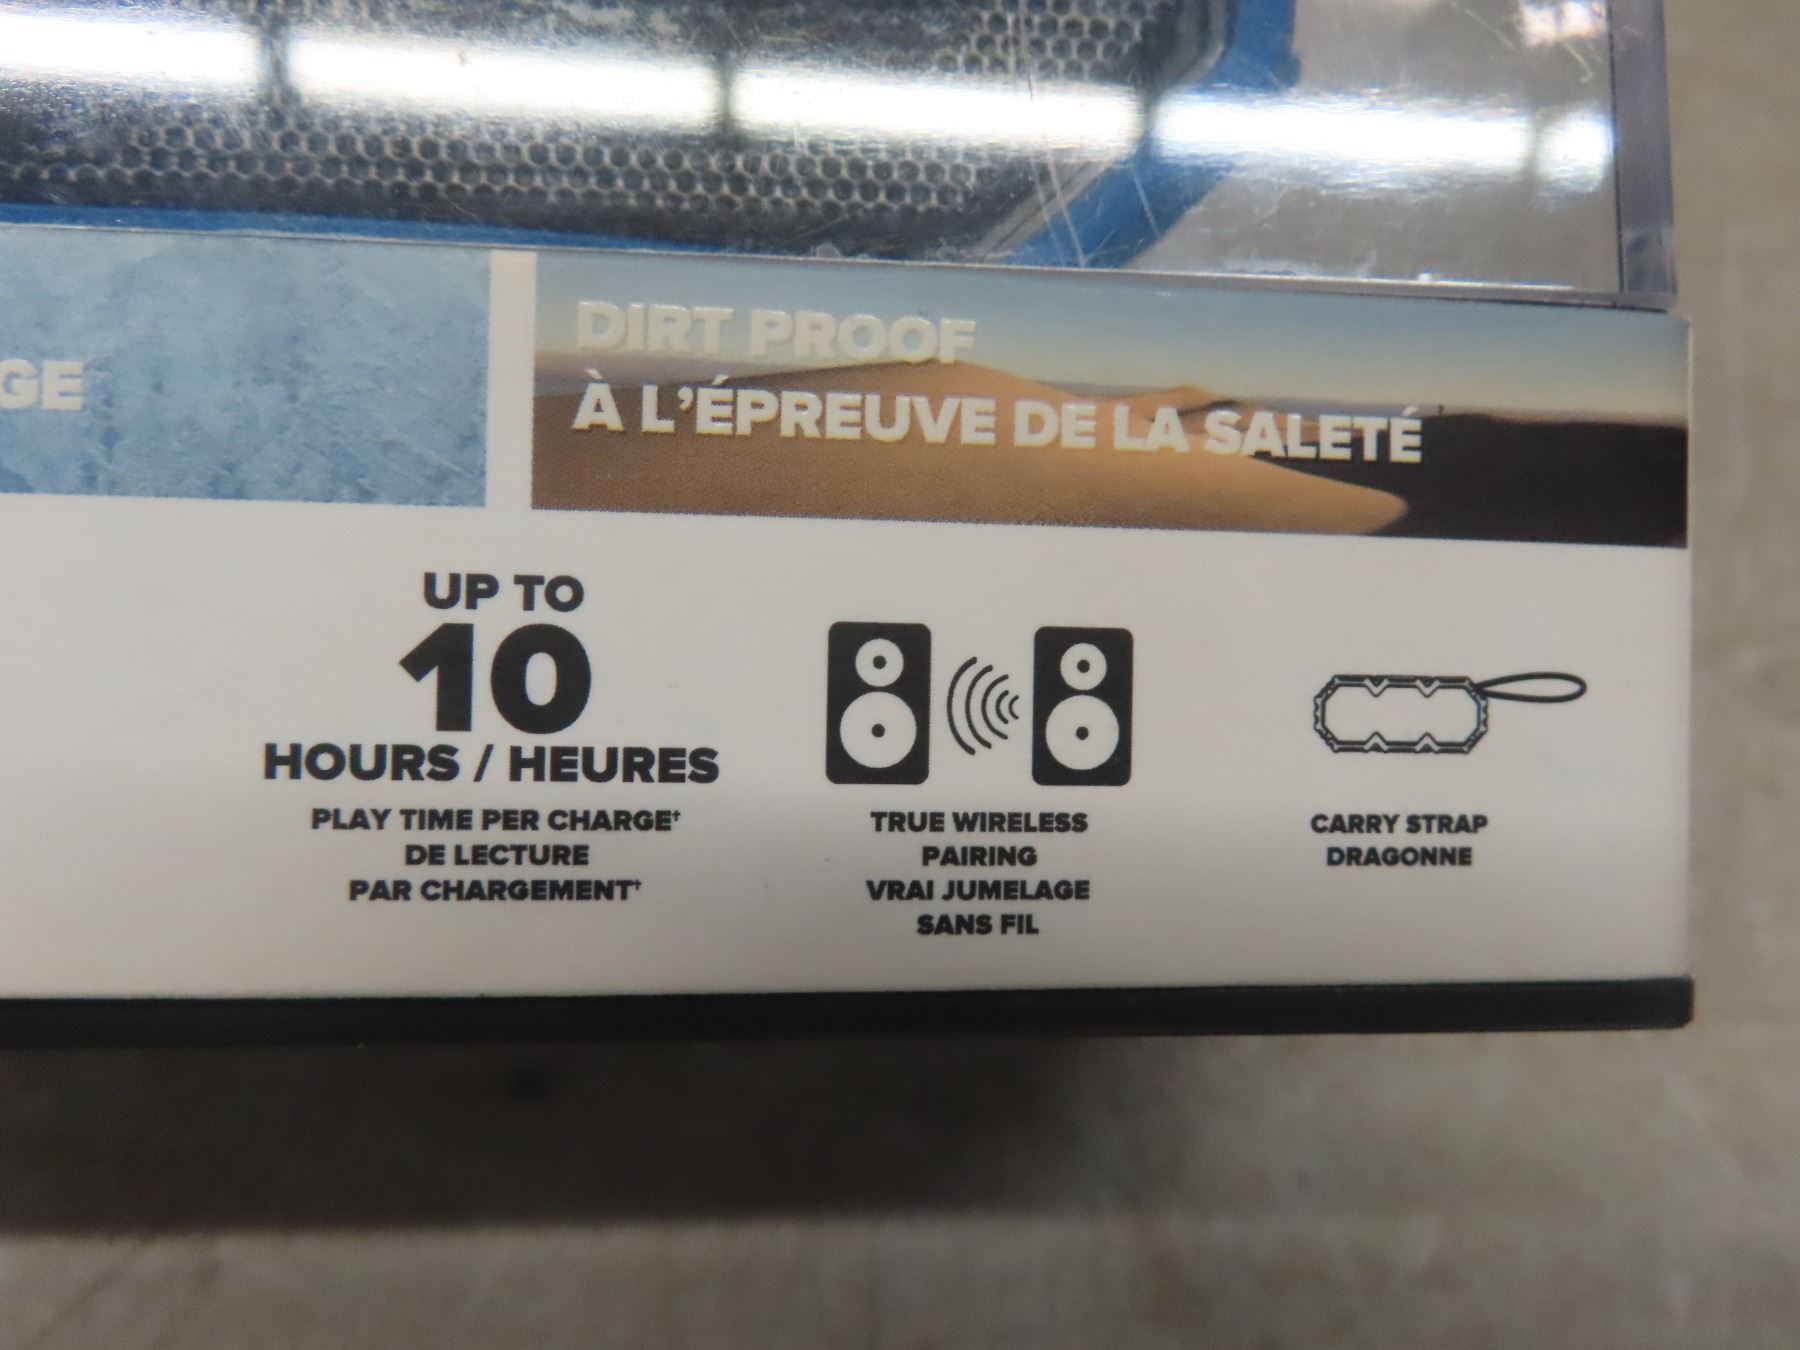 DIRT PROOF
À L'ÉPREUVE DE LA SALETÉ
UP TO
10
HOURS / HEURES
PLAY TIME PER CHARGE†
DE LECTURE
PAR CHARGEMENT†
TRUE WIRELESS
PAIRING
VRAI JUMELAGE
SANS FIL
CARRY STRAP
DRAGONNE